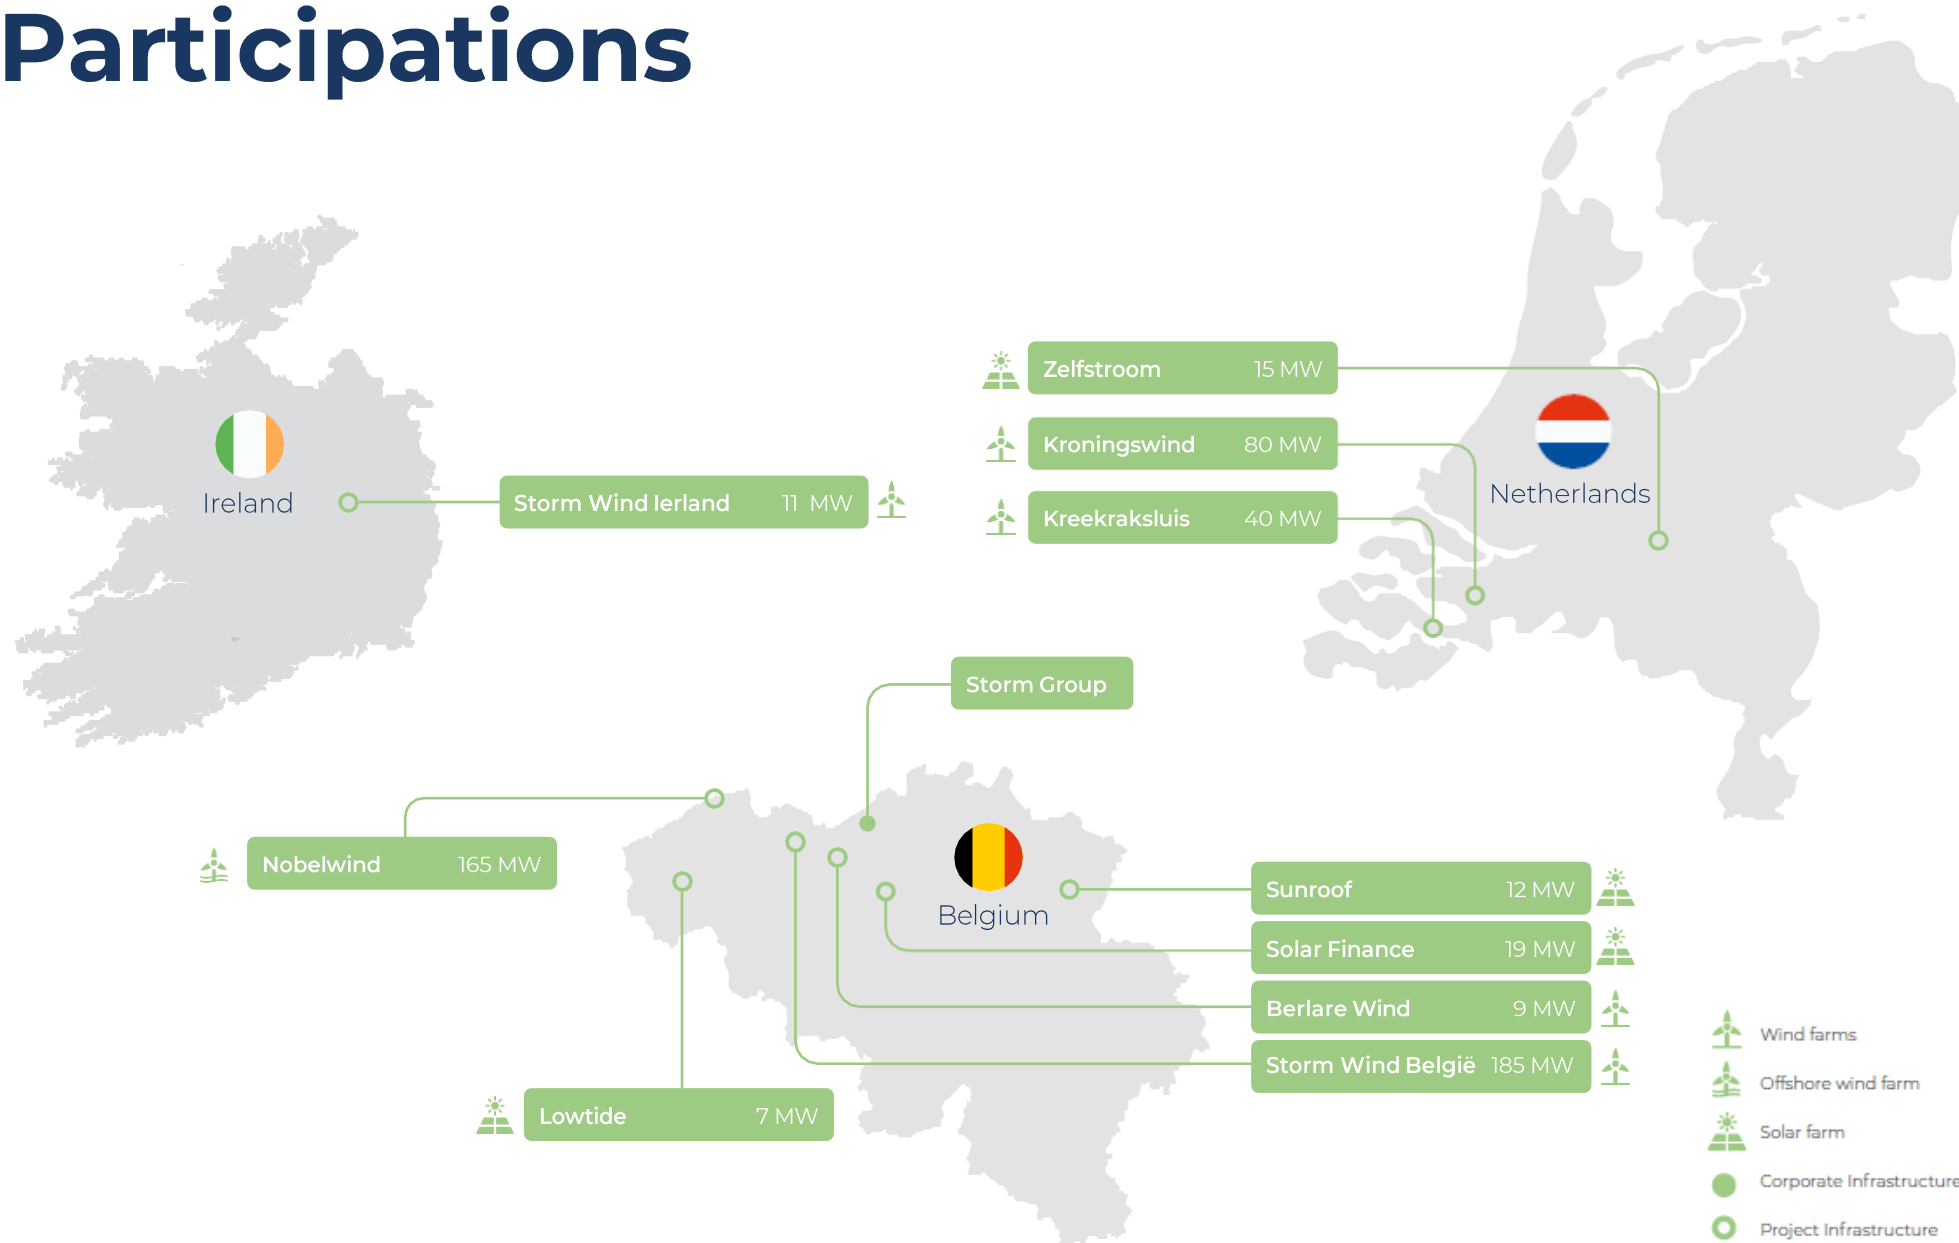 Participations
Zelfstroom 15 MW
Kroningswind 80 MW
Kreekraksluis 40 MW
Netherlands
Ireland
Storm Wind Ierland 11 MW
Storm Group
Nobelwind 165 MW
Belgium
Sunroof 12 MW
Solar Finance 19 MW
Berlare Wind 9 MW
Storm Wind België 185 MW
Lowtide 7 MW
Wind farms
Offshore wind farm
Solar farm
Corporate Infrastructure
Project Infrastructure